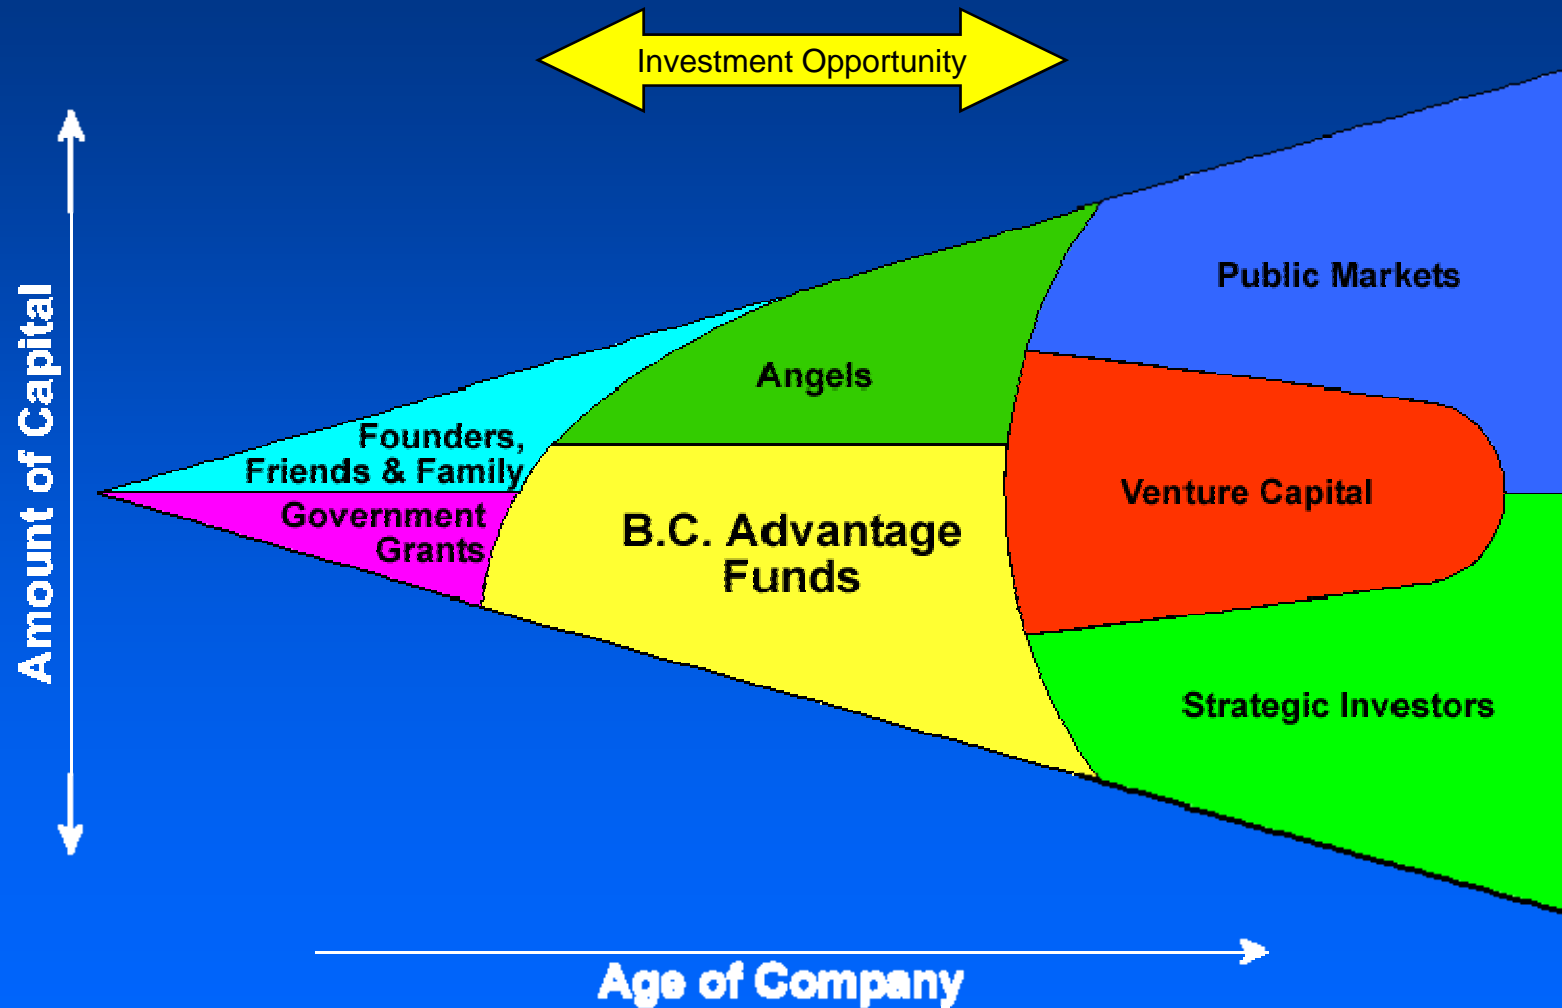 Investment Opportunity
Public Markets
Angels
Founders,
Friends & Family
Government
Grants
B.C. Advantage
Funds
Venture Capital
Strategic Investors
Amount of Capital
Age of Company